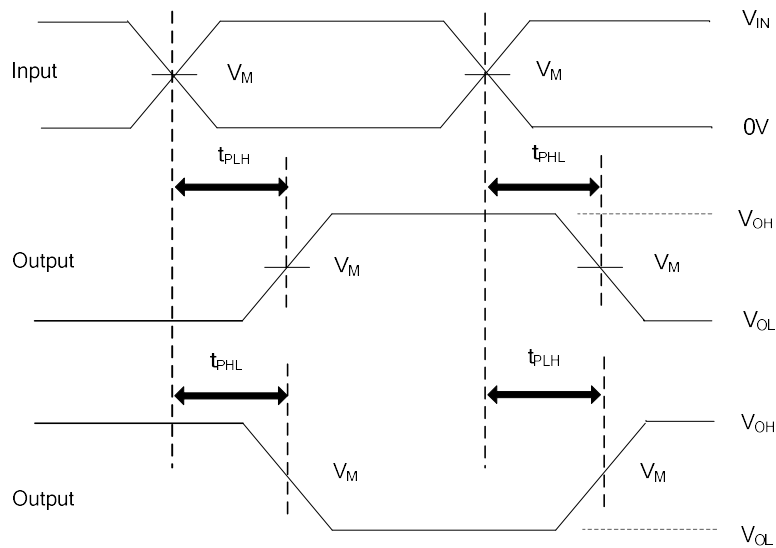 V_IN
Input V_M V_M
0V
t_PLH t_PHL
V_OH
Output V_M V_M
V_OL
t_PHL t_PLH
V_OH
V_M V_M
Output
V_OL